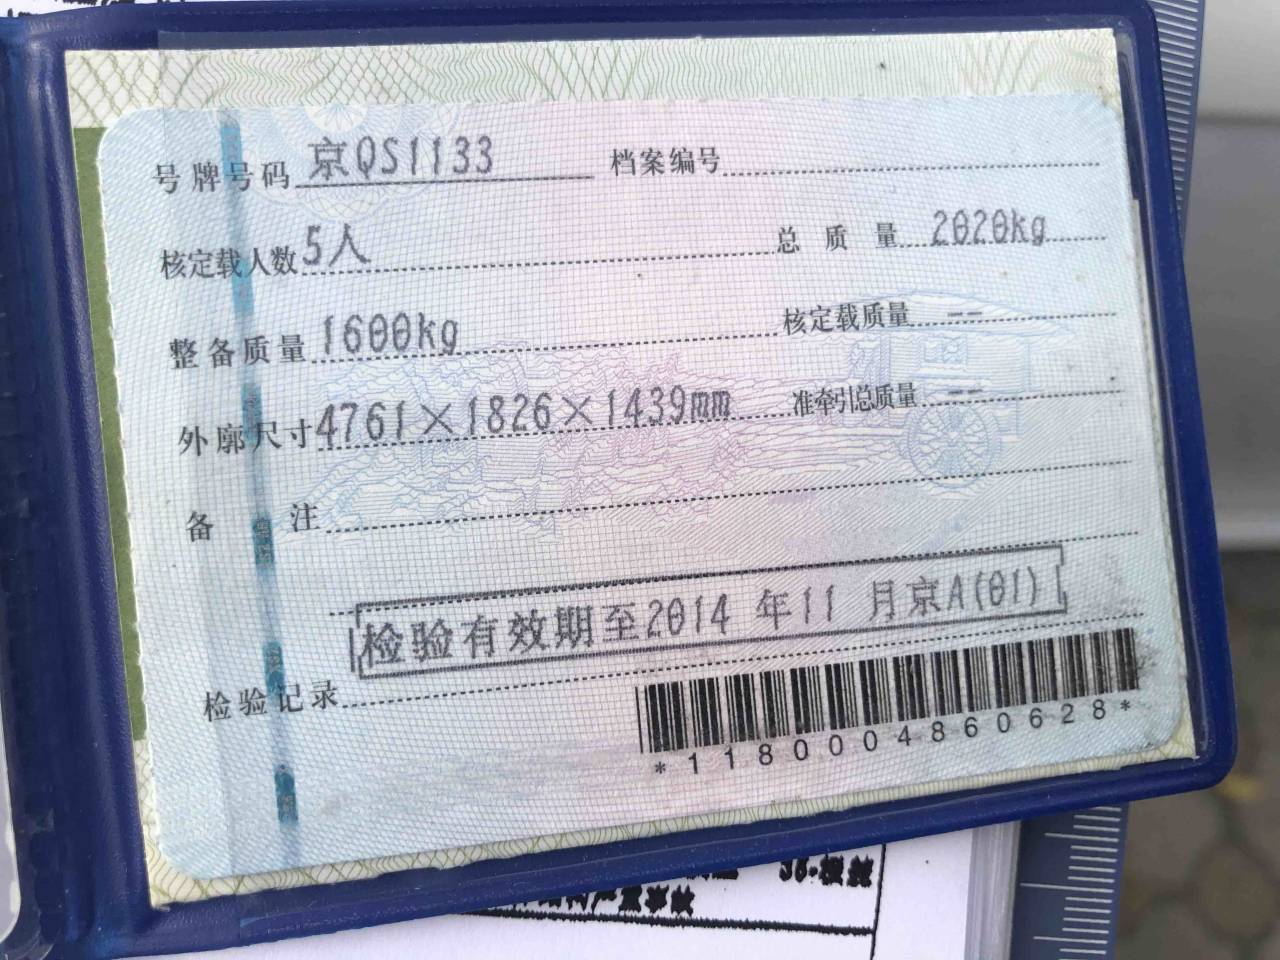 号牌号码 京QS1133 档案编号
核定载人数 5人 总质量 2020kg
整备质量 1600kg 核定载质量 --
外廓尺寸 4761×1826×1439mm 准牵引总质量 --
备注
检验有效期至2014 年11 月京A(01)
检验记录
*1180004860628*